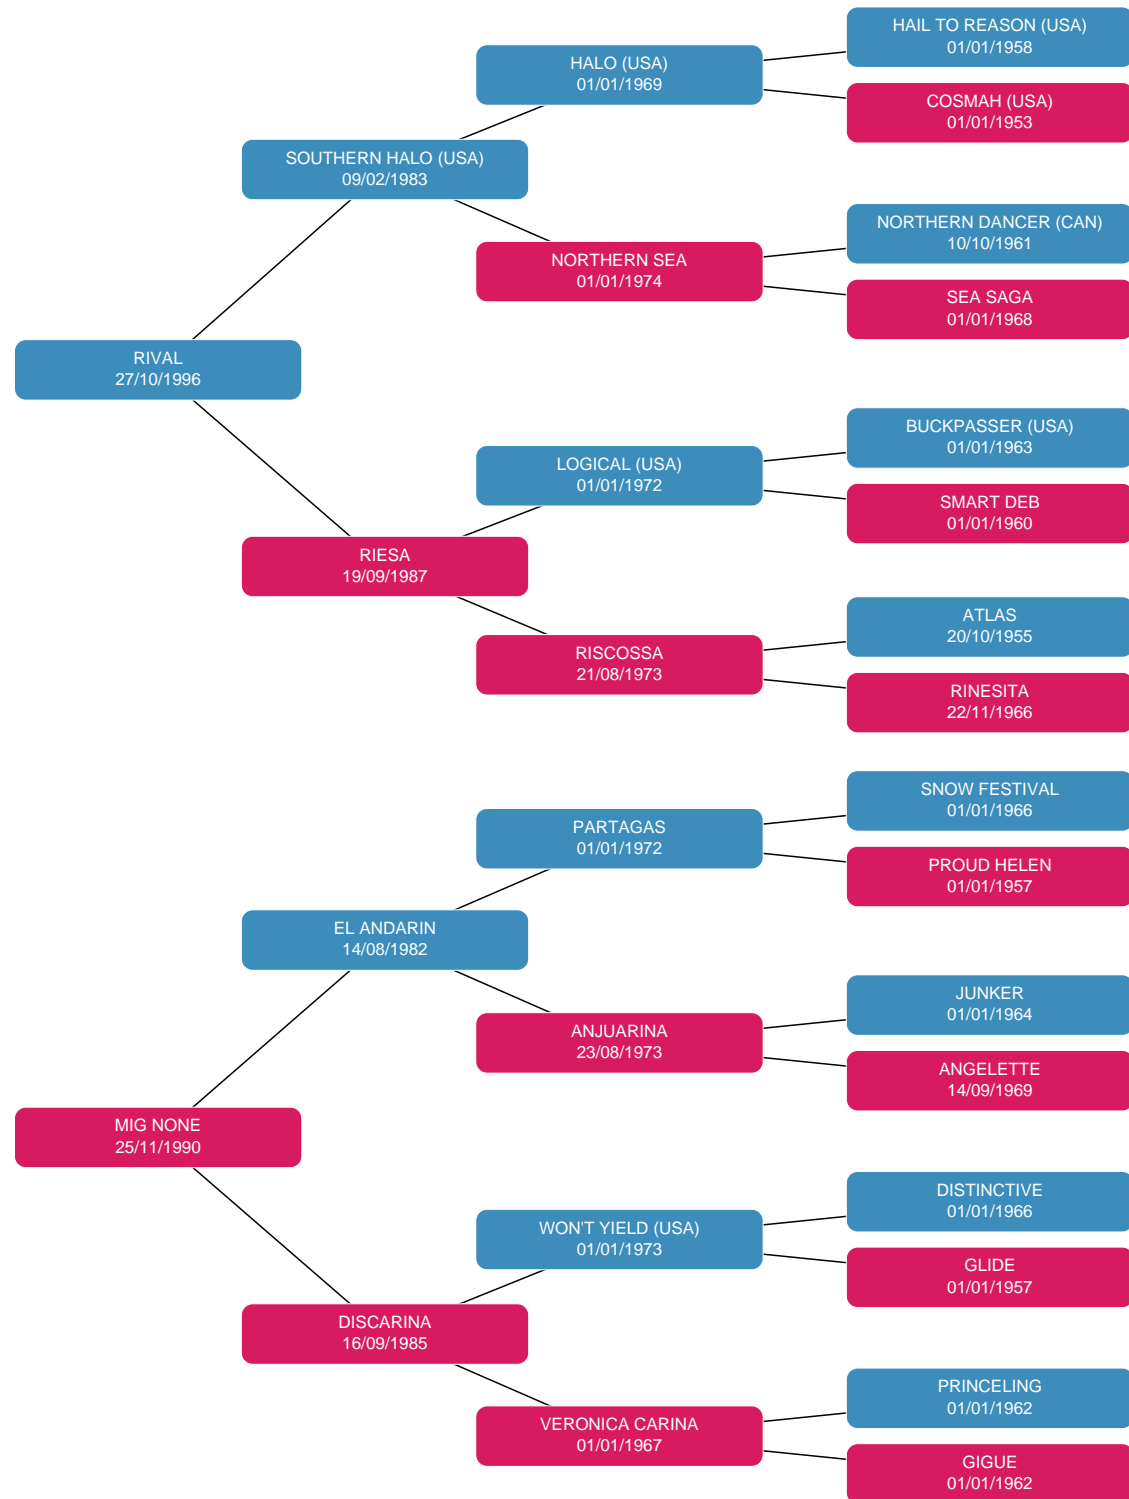 HAIL TO REASON (USA)
01/01/1958
HALO (USA)
01/01/1969
COSMAH (USA)
01/01/1953
SOUTHERN HALO (USA)
09/02/1983
NORTHERN DANCER (CAN)
10/10/1961
NORTHERN SEA
01/01/1974
SEA SAGA
01/01/1968
RIVAL
27/10/1996
BUCKPASSER (USA)
01/01/1963
LOGICAL (USA)
01/01/1972
SMART DEB
01/01/1960
RIESA
19/09/1987
ATLAS
20/10/1955
RISCOSSA
21/08/1973
RINESITA
22/11/1966
SNOW FESTIVAL
01/01/1966
PARTAGAS
01/01/1972
PROUD HELEN
01/01/1957
EL ANDARIN
14/08/1982
JUNKER
01/01/1964
ANJUARINA
23/08/1973
ANGELETTE
14/09/1969
MIG NONE
25/11/1990
DISTINCTIVE
01/01/1966
WON'T YIELD (USA)
01/01/1973
GLIDE
01/01/1957
DISCARINA
16/09/1985
PRINCELING
01/01/1962
VERONICA CARINA
01/01/1967
GIGUE
01/01/1962